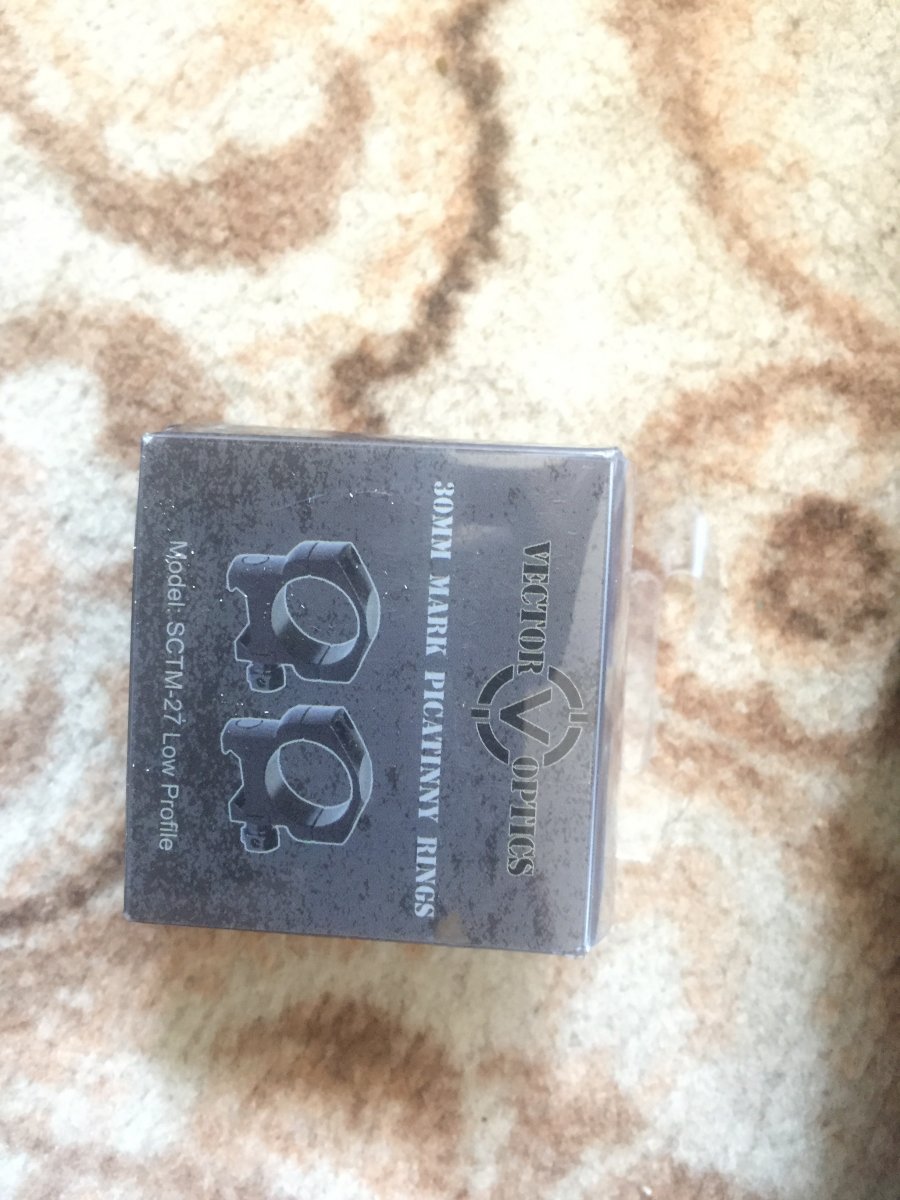 VECTOR OPTICS
30MM MARK PICATINNY RINGS
Model: SCTM-27 Low Profile